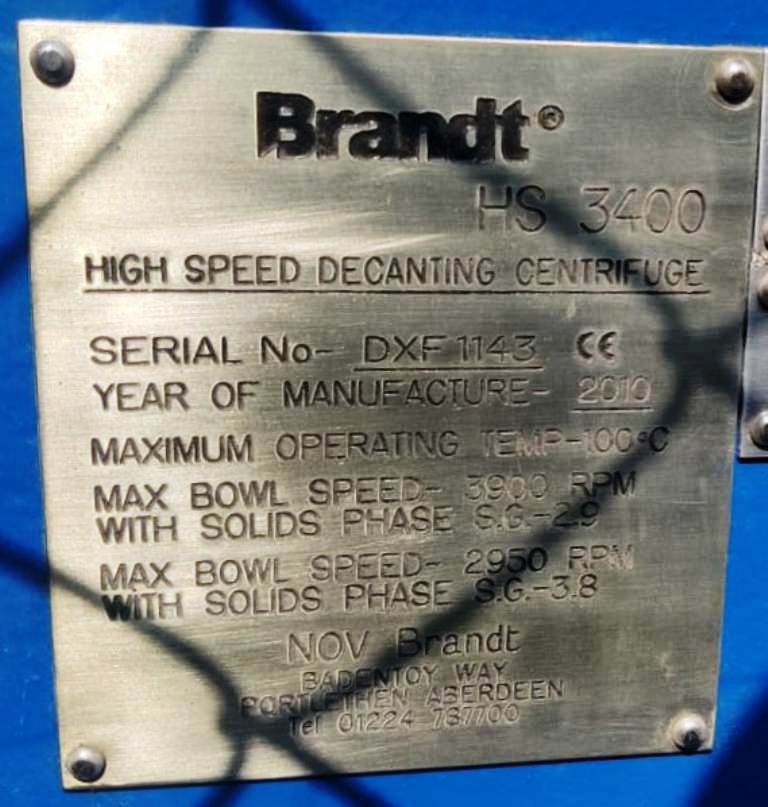 Brandt®
HS 3400
HIGH SPEED DECANTING CENTRIFUGE
SERIAL No- DXF 1143 CE
YEAR OF MANUFACTURE- 2010
MAXIMUM OPERATING TEMP-100°C
MAX BOWL SPEED- 3900 RPM
WITH SOLIDS PHASE S.G.-2.9
MAX BOWL SPEED- 2950 RPM
WITH SOLIDS PHASE S.G.-3.8
NOV Brandt
BADENTOY WAY
PORTLETHEN ABERDEEN
Tel 01224 787700